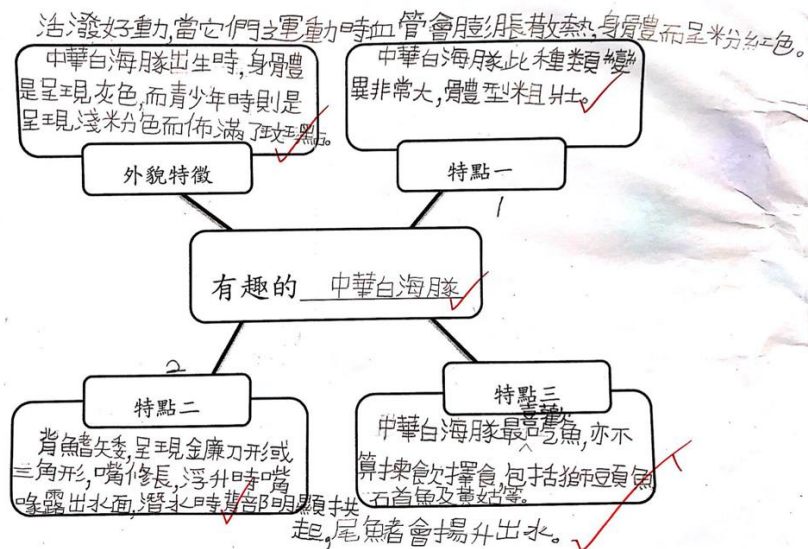 活潑好動,當它們運動時血管會膨脹散熱,身體而呈粉紅色。
中華白海豚出生時,身體
是呈現灰色,而青少年時則是
呈現淺粉色而佈滿了斑點。
外貌特徵
中華白海豚此種類變
異非常大,體型粗壯。
特點一
1
有趣的 中華白海豚
2
特點二
背鰭矮,呈現鐮刀形或
三角形,嘴修長,浮升時嘴
喙露出水面,潛水時背部明顯拱
起,尾鰭會揚升出水。
特點三
喜歡
中華白海豚最吃魚,亦不
算揀飲擇食,包括獅頭魚
石首魚及黃姑等。